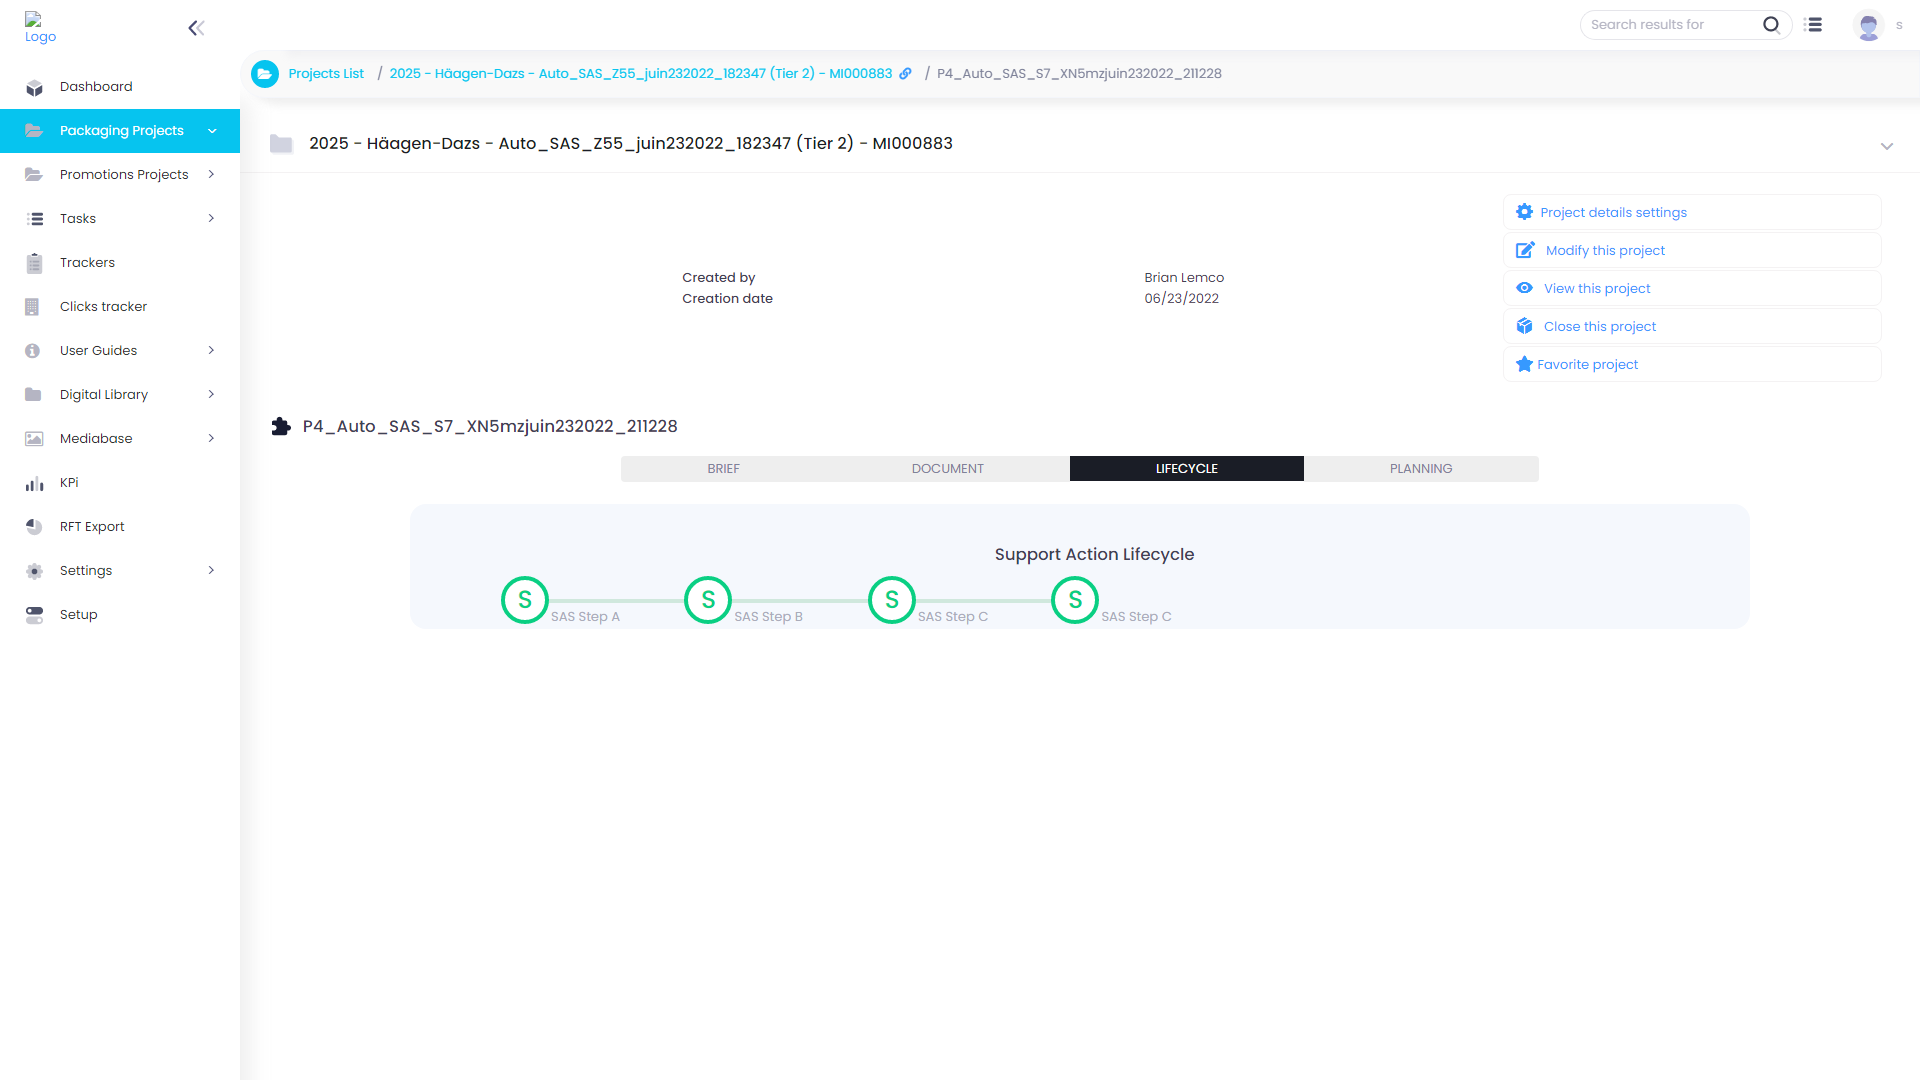 Logo
Search results for
s
Dashboard
Packaging Projects
Promotions Projects
Tasks
Trackers
Clicks tracker
User Guides
Digital Library
Mediabase
KPi
RFT Export
Settings
Setup
Projects List / 2025 - Häagen-Dazs - Auto_SAS_Z55_juin232022_182347 (Tier 2) - MI000883 / P4_Auto_SAS_S7_XN5mzjuin232022_211228
2025 - Häagen-Dazs - Auto_SAS_Z55_juin232022_182347 (Tier 2) - MI000883
Created by Brian Lemco
Creation date 06/23/2022
Project details settings
Modify this project
View this project
Close this project
Favorite project
P4_Auto_SAS_S7_XN5mzjuin232022_211228
BRIEF DOCUMENT LIFECYCLE PLANNING
Support Action Lifecycle
S S S S
SAS Step A SAS Step B SAS Step C SAS Step C